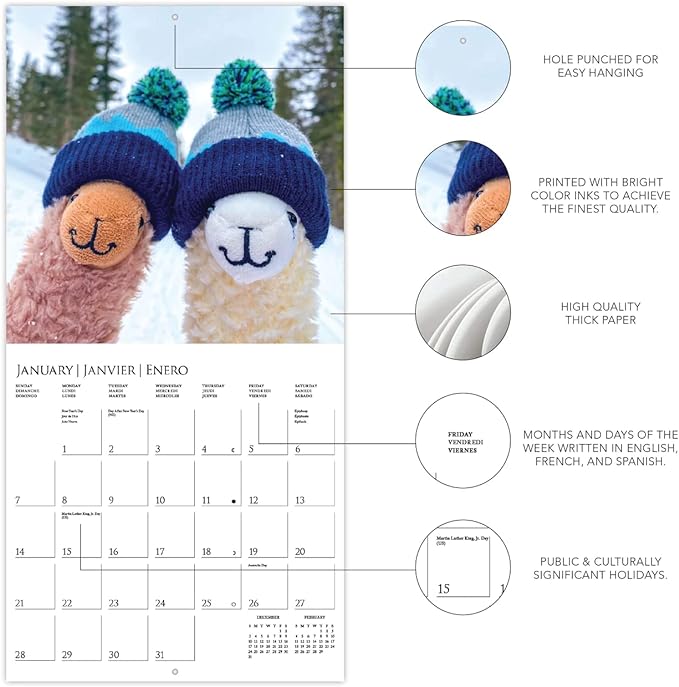 HOLE PUNCHED FOR
EASY HANGING
PRINTED WITH BRIGHT
COLOR INKS TO ACHIEVE
THE FINEST QUALITY.
HIGH QUALITY
THICK PAPER
JANUARY | JANVIER | ENERO
SUNDAY MONDAY TUESDAY WEDNESDAY THURSDAY FRIDAY SATURDAY
DIMANCHE LUNDI MARDI MERCREDI JEUDI VENDREDI SAMEDI
DOMINGO LUNES MARTES MIÉRCOLES JUEVES VIERNES SÁBADO
New Year's Day
Day After New Year's Day
(NZ)
Epiphany
1 2 3 4 5 6
7 8 9 10 11 12 13
Martin Luther King, Jr. Day
(US)
14 15 16 17 18 19 20
Australia Day
21 22 23 24 25 26 27
DECEMBER FEBRUARY
S M T W T F S S M T W T F S
28 29 30 31
FRIDAY
VENDREDI
VIERNES
MONTHS AND DAYS OF THE
WEEK WRITTEN IN ENGLISH,
FRENCH, AND SPANISH.
Martin Luther King, Jr. Day
(US)
15
PUBLIC & CULTURALLY
SIGNIFICANT HOLIDAYS.